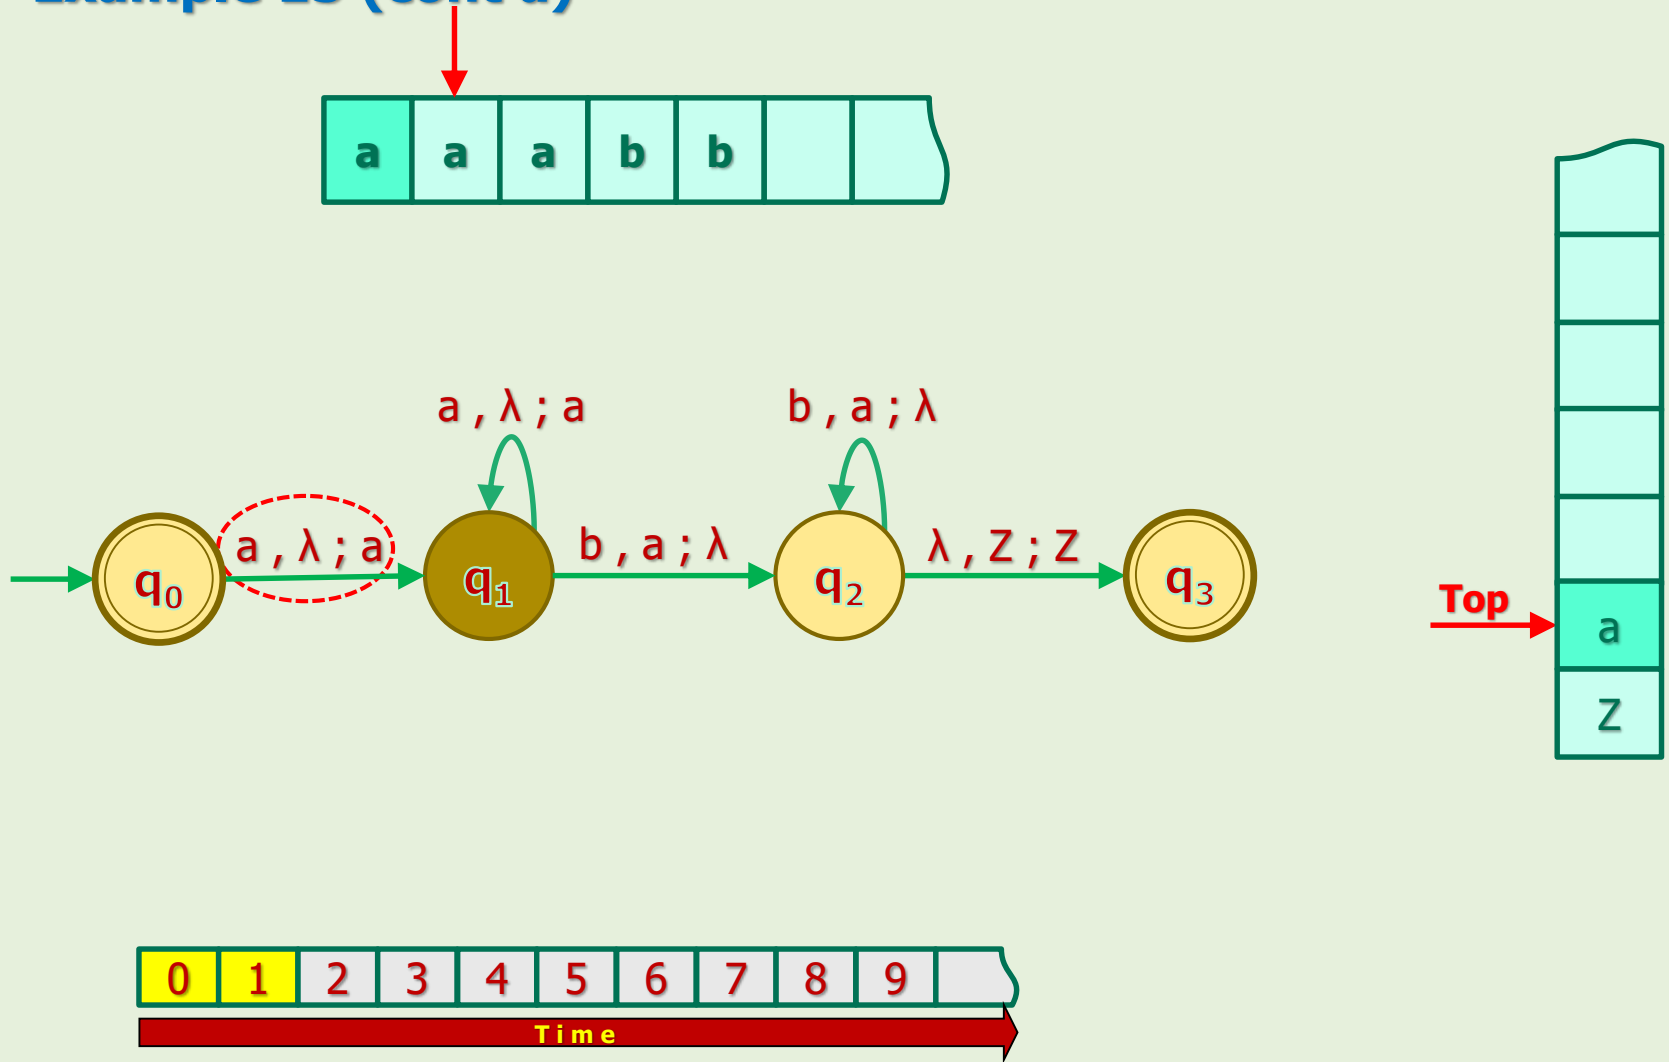 a a a b b
a,λ;a b,a;λ
a,λ;a b,a;λ λ,Z;Z
q0 q1 q2 q3
Top
a
Z
0 1 2 3 4 5 6 7 8 9
Time